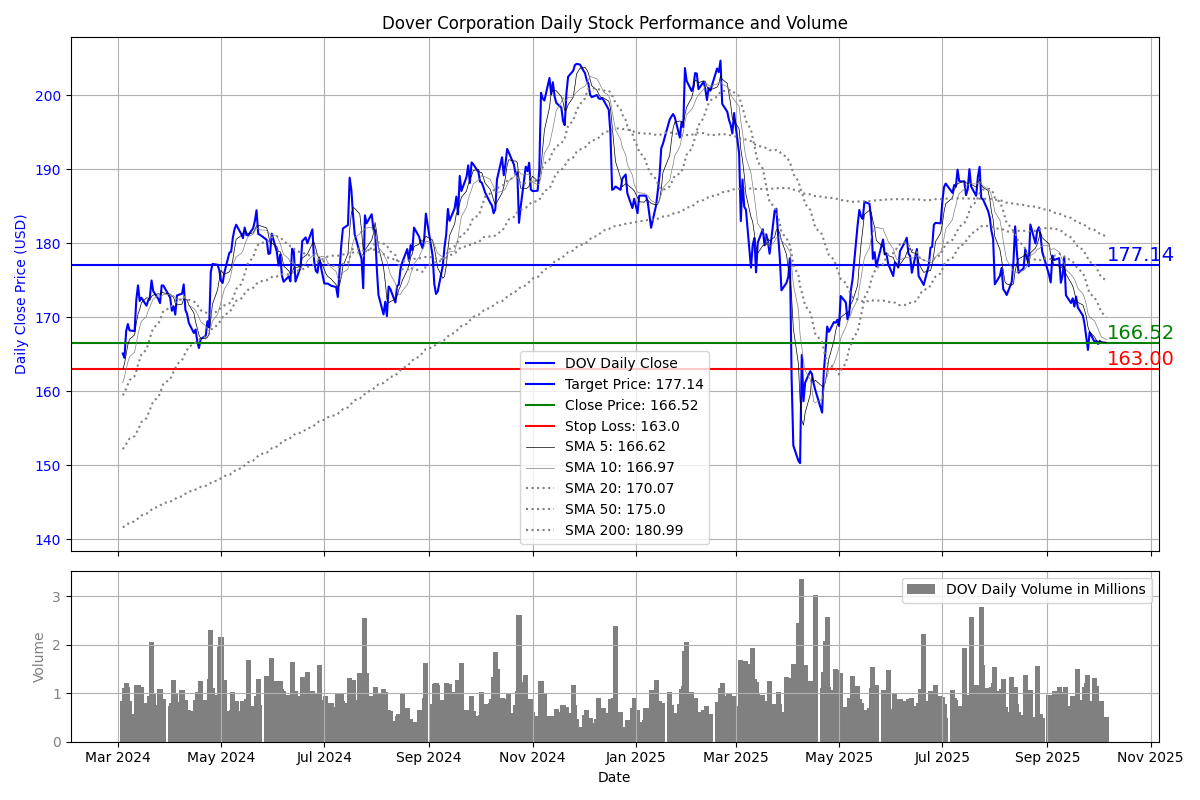 Dover Corporation Daily Stock Performance and Volume
Daily Close Price (USD)
200
190
180
170
160
150
140
177.14
166.52
163.00
DOV Daily Close
Target Price: 177.14
Close Price: 166.52
Stop Loss: 163.0
SMA 5: 166.62
SMA 10: 166.97
SMA 20: 170.07
SMA 50: 175.0
SMA 200: 180.99
Volume
3
2
1
0
DOV Daily Volume in Millions
Mar 2024 May 2024 Jul 2024 Sep 2024 Nov 2024 Jan 2025 Mar 2025 May 2025 Jul 2025 Sep 2025 Nov 2025
Date